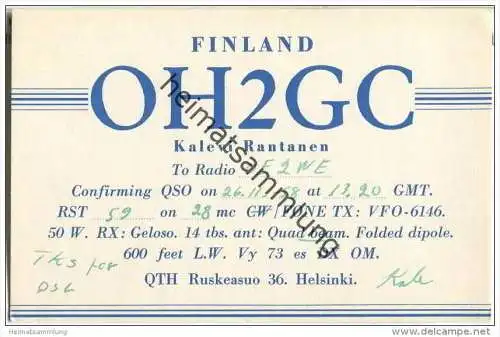 FINLAND
OH2GC
Kalevi Rantanen
To Radio F2WE
Confirming QSO on 26.11.58 at 13,20 GMT.
RST 59 on 28 mc CW/FONE TX: VFO-6146.
50 W. RX: Geloso. 14 tbs. ant: Quad beam. Folded dipole.
600 feet L.W. Vy 73 es DX OM.
Tks for
QSL
QTH Ruskeasuo 36. Helsinki.
Kale
heimatsammlung
Heimatsammlung
http://www.delcampe.net